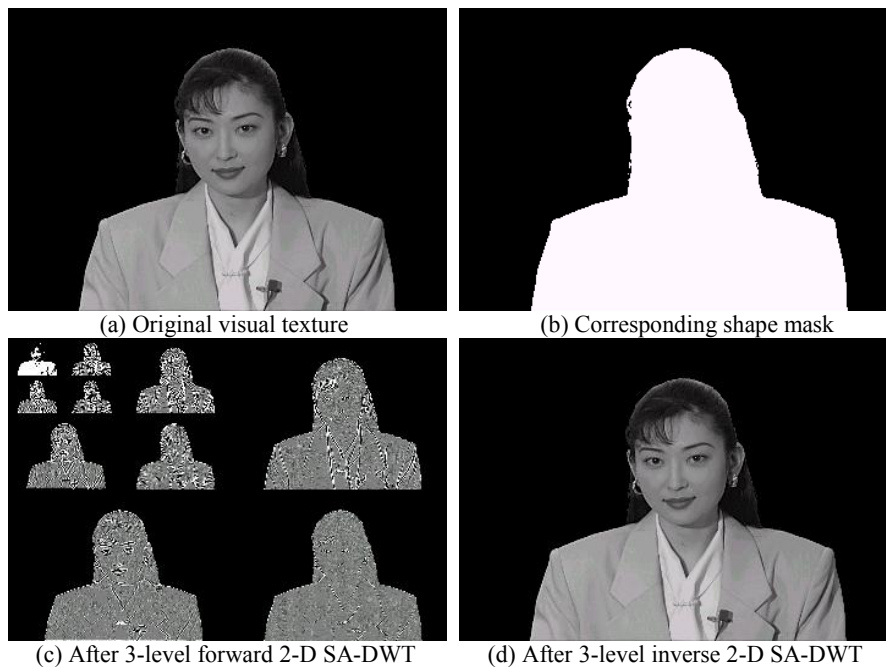 (a) Original visual texture
(b) Corresponding shape mask
(c) After 3-level forward 2-D SA-DWT
(d) After 3-level inverse 2-D SA-DWT